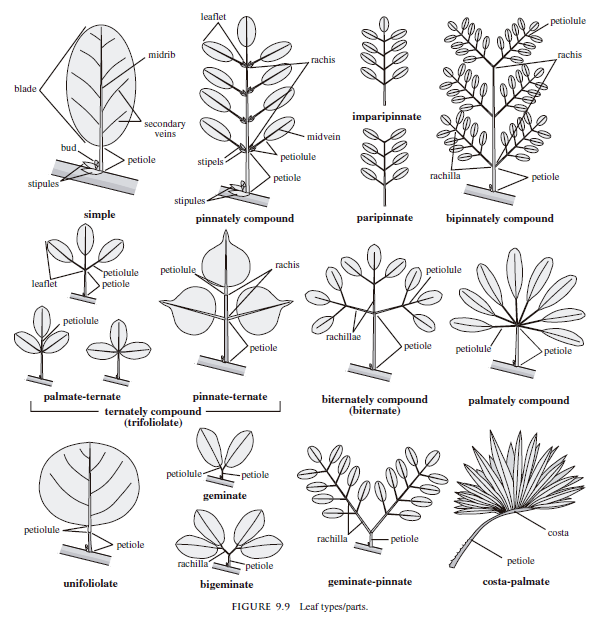 leaflet
petiolule
midrib
rachis
rachis
blade
imparipinnate
secondary
veins
midvein
bud
petiole
stipels
petiolule
petiole
rachilla
petiole
stipules
stipules
simple
pinnately compound
paripinnate
bipinnately compound
petiolule
rachis
petiolule
leaflet
petiolule
petiole
petiolule
rachillae
petiole
petiole
petiolule
petiole
palmate-ternate
pinnate-ternate
biternately compound
(biternate)
palmately compound
ternately compound
(trifoliolate)
petiolule
petiole
geminate
petiolule
petiole
rachilla
petiole
rachilla
petiole
costa
petiole
unifoliolate
bigeminate
geminate-pinnate
costa-palmate
FIGURE 9.9 Leaf types/parts.